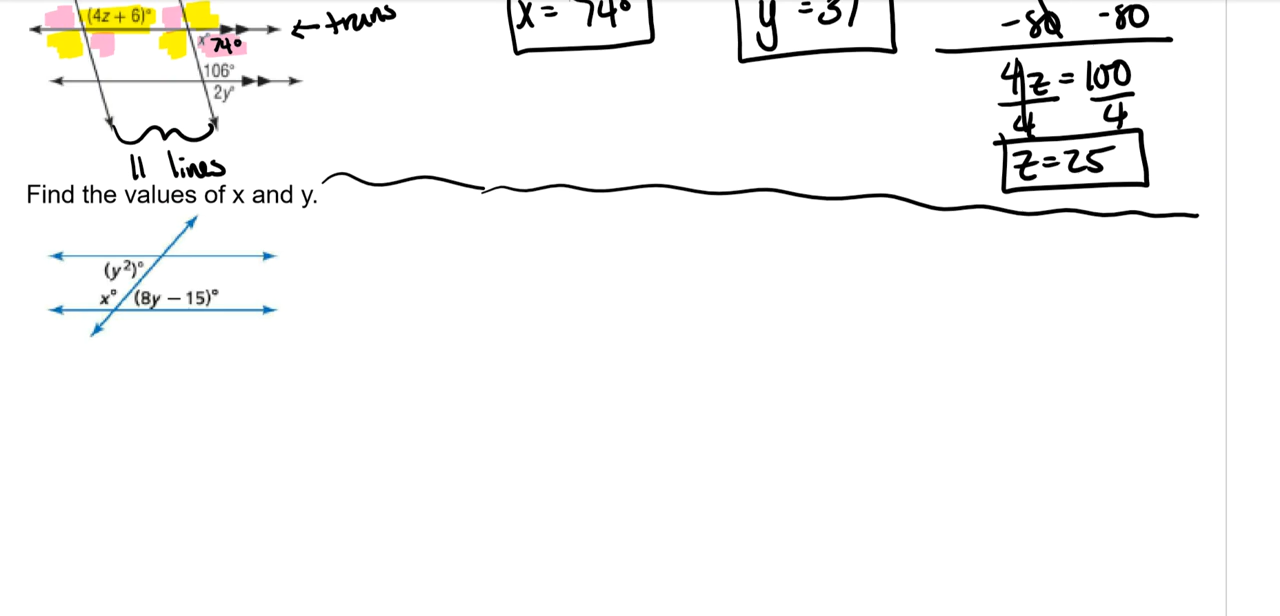 (4z + 6)°
← trans
x° 74°
106°
2y°
11 lines
x = 74°
y = 37
-80 -80
4z = 100
4 4
z = 25
Find the values of x and y.
(y²)°
x° (8y – 15)°